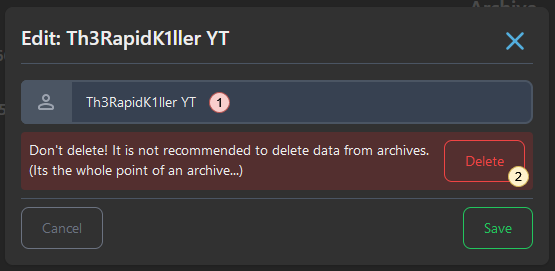 Archive
Edit: Th3RapidK1ller YT
Th3RapidK1ller YT 1
Don't delete! It is not recommended to delete data from archives.
(Its the whole point of an archive...)
Delete
2
Cancel
Save